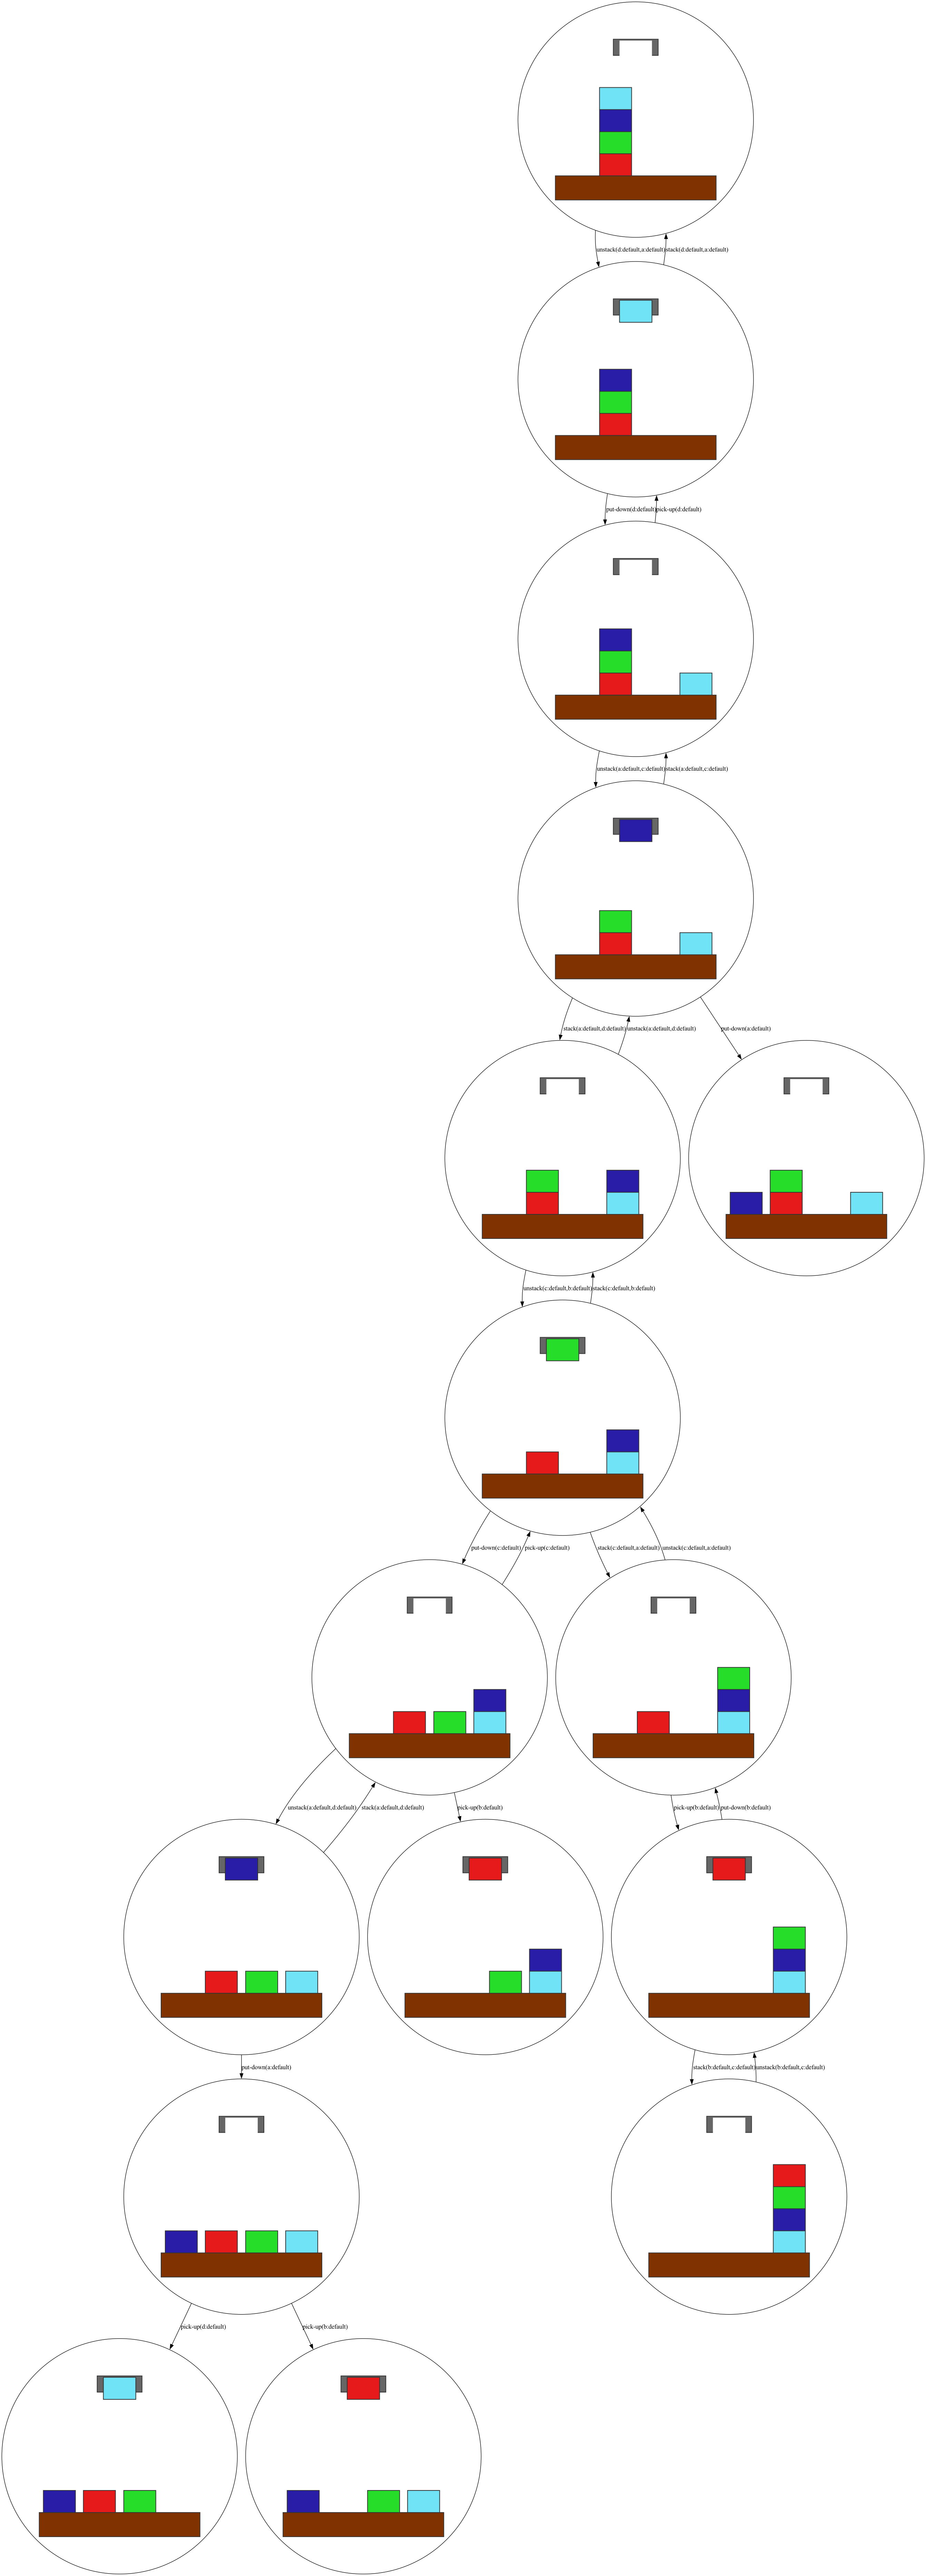 unstack(d:default,a:default)
stack(d:default,a:default)
put-down(d:default)
pick-up(d:default)
unstack(a:default,c:default)
stack(a:default,c:default)
stack(a:default,d:default)
unstack(a:default,d:default)
put-down(a:default)
unstack(c:default,b:default)
stack(c:default,b:default)
put-down(c:default)
pick-up(c:default)
stack(c:default,a:default)
unstack(c:default,a:default)
unstack(a:default,d:default)
stack(a:default,d:default)
pick-up(b:default)
pick-up(b:default)
put-down(b:default)
put-down(a:default)
stack(b:default,c:default)
unstack(b:default,c:default)
pick-up(d:default)
pick-up(b:default)